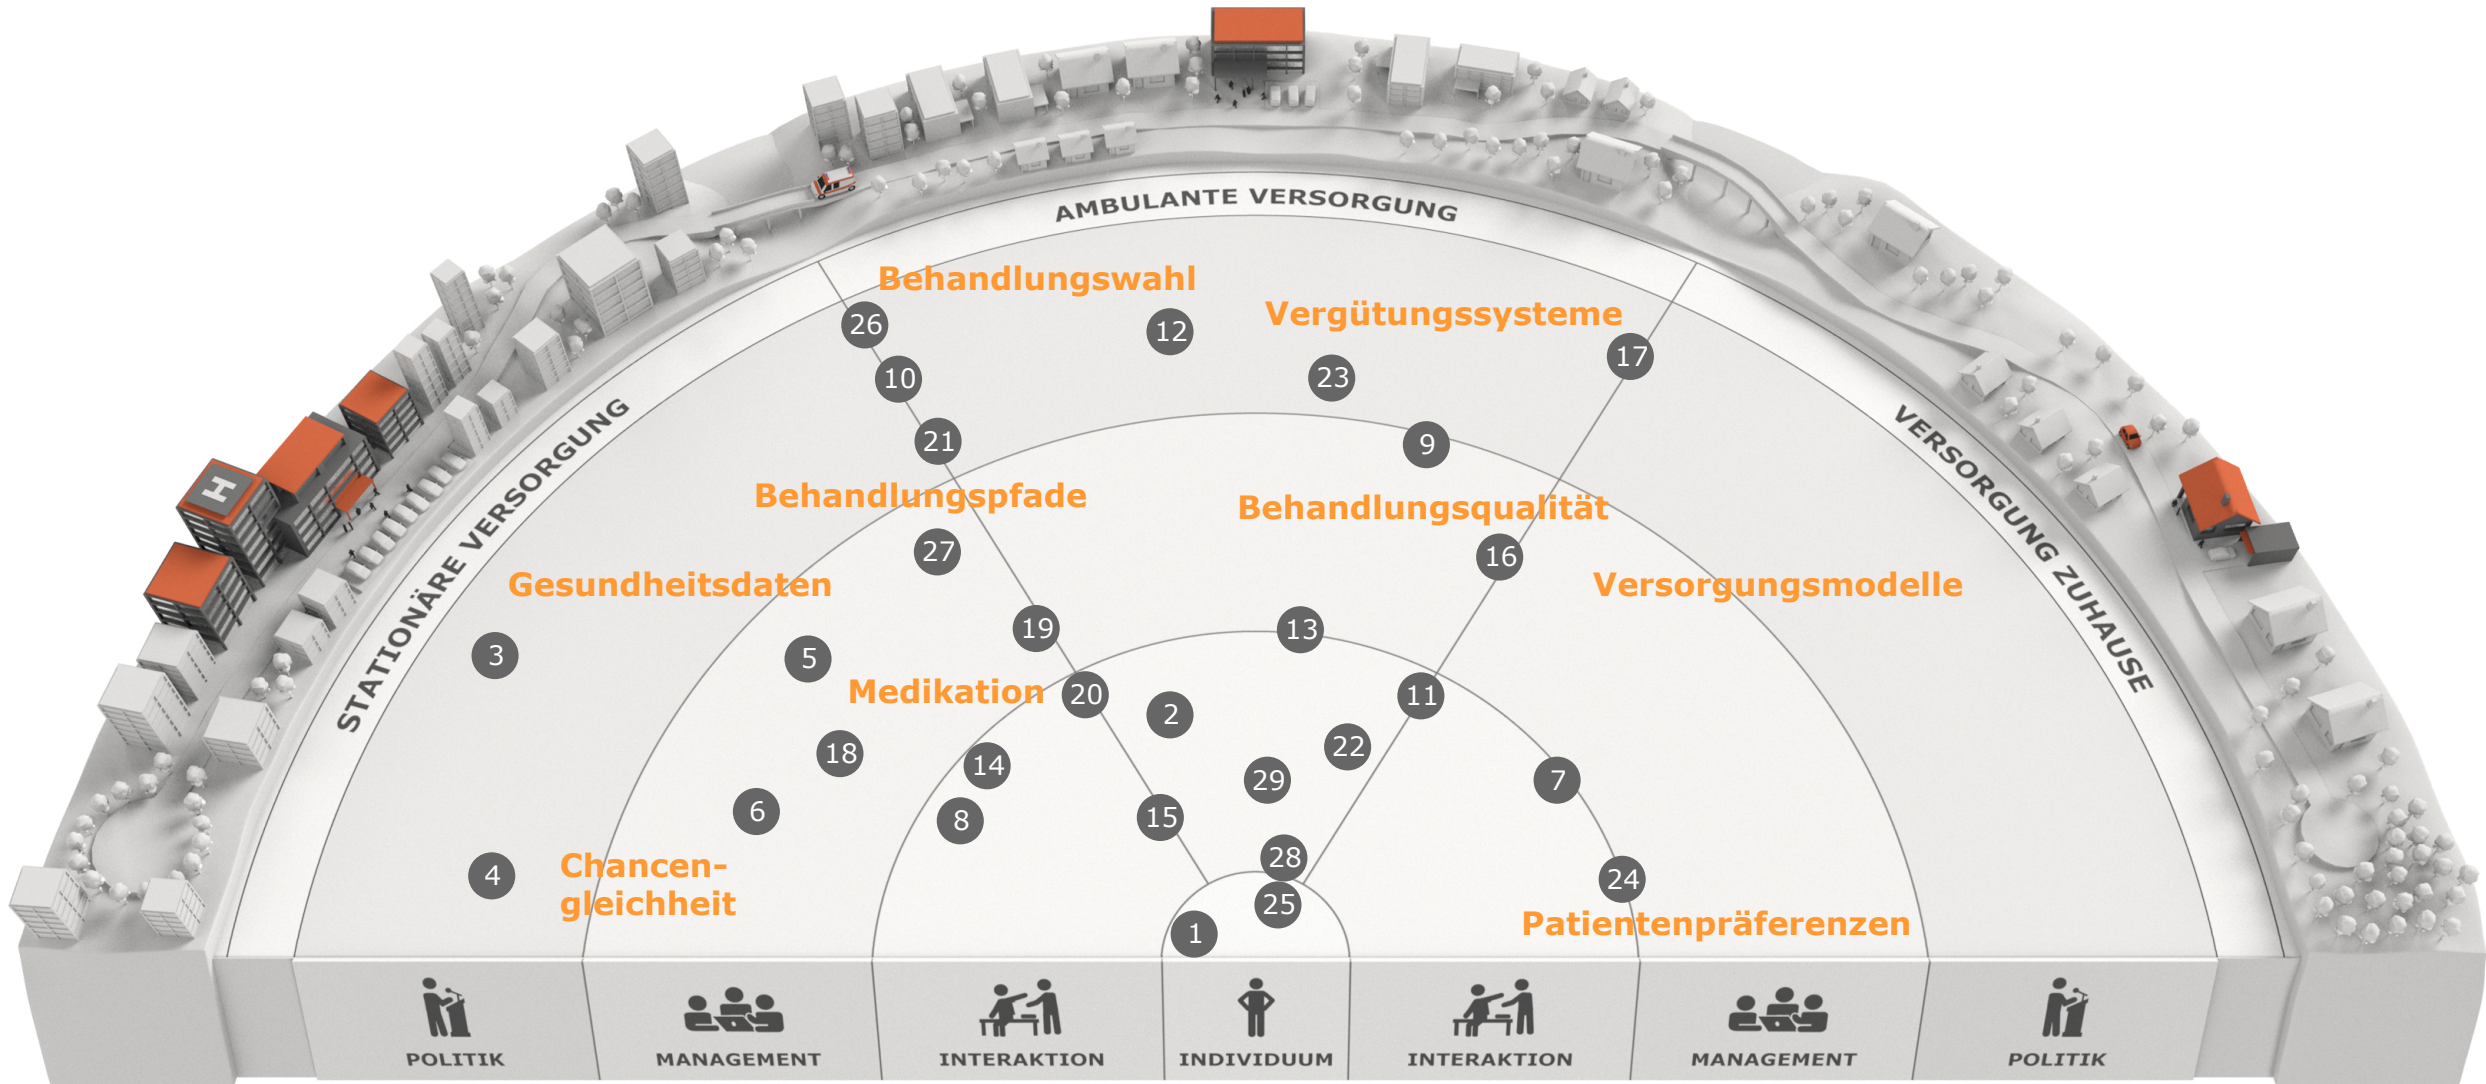 AMBULANTE VERSORGUNG
STATIONÄRE VERSORGUNG
VERSORGUNG ZUHAUSE
H
Behandlungswahl
Vergütungssysteme
26
12
17
10
23
21
9
Behandlungspfade
Behandlungsqualität
27
16
Gesundheitsdaten
Versorgungsmodelle
19
13
3
5
Medikation
20
11
2
22
18
14
29
7
6
8
15
28
Chancen-
gleichheit
4
24
25
1
Patientenpräferenzen
POLITIK
MANAGEMENT
INTERAKTION
INDIVIDUUM
INTERAKTION
MANAGEMENT
POLITIK